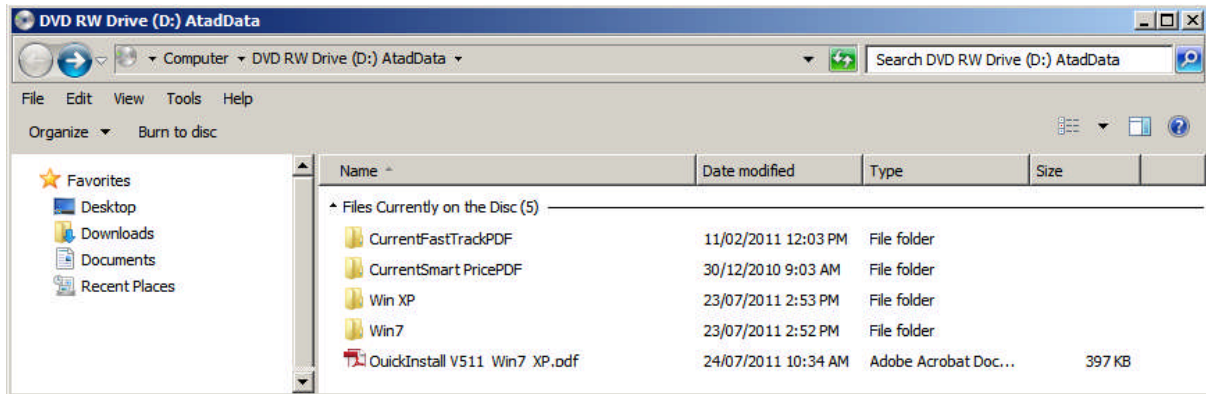 DVD RW Drive (D:) AtadData
Computer DVD RW Drive (D:) AtadData Search DVD RW Drive (D:) AtadData
File Edit View Tools Help
Organize Burn to disc
Favorites
Desktop
Downloads
Documents
Recent Places
Name Date modified Type Size
Files Currently on the Disc (5)
CurrentFastTrackPDF 11/02/2011 12:03 PM File folder
CurrentSmart PricePDF 30/12/2010 9:03 AM File folder
Win XP 23/07/2011 2:53 PM File folder
Win7 23/07/2011 2:52 PM File folder
QuickInstall V511 Win7 XP.pdf 24/07/2011 10:34 AM Adobe Acrobat Doc... 397 KB